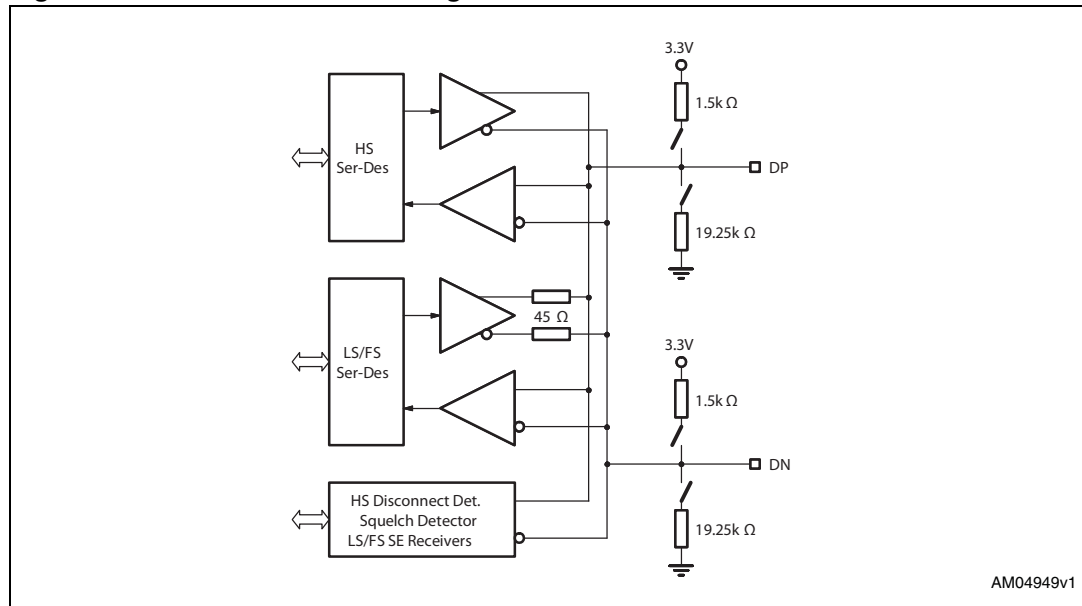 3.3V
1.5k Ω
HS
Ser-Des
DP
19.25k Ω
45 Ω
LS/FS
Ser-Des
3.3V
1.5k Ω
DN
HS Disconnect Det.
Squelch Detector
LS/FS SE Receivers
19.25k Ω
AM04949v1